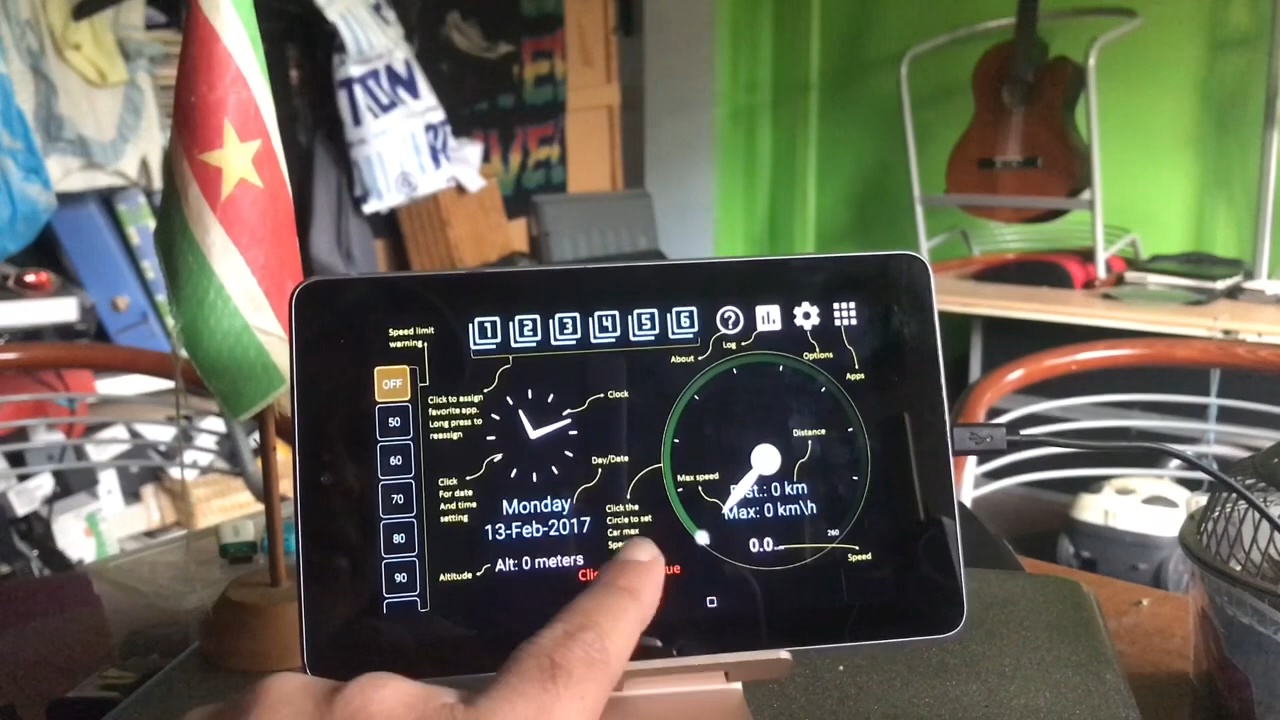 TION
Speed limit
warning
1 2 3 4 5 6
?
About
Log
Options
Apps
OFF
50
60
70
80
90
Click to assign
favorite app.
Long press to
reassign
Clock
Click
For date
And time
setting
Day/Date
Monday
13-Feb-2017
Altitude
Alt: 0 meters
Click the
Circle to set
Car max
Max speed
Distance
Dist.: 0 km
Max: 0 km\h
0.0
260
Speed